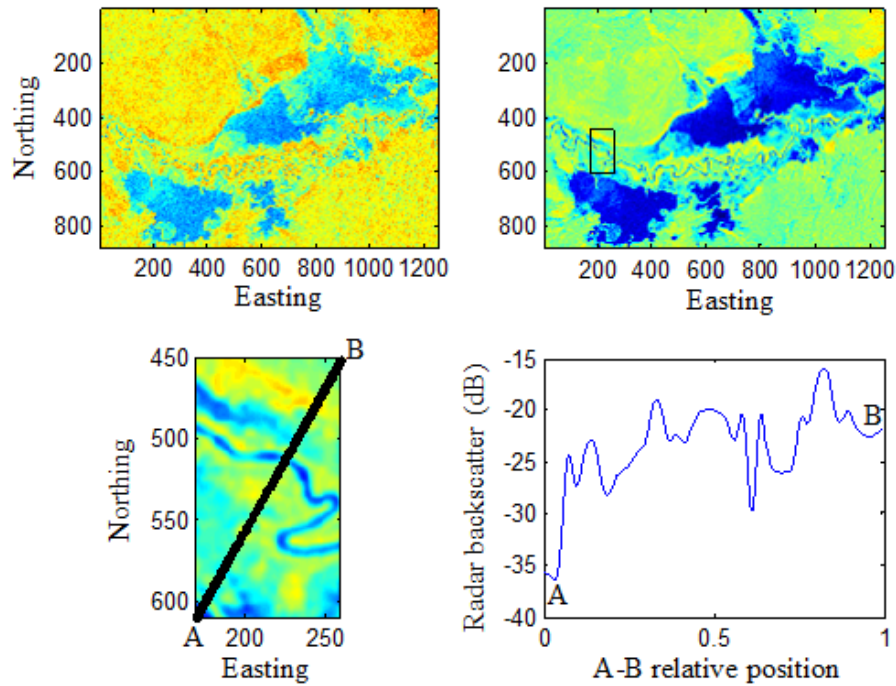 200
400
600
800
Northing
200 400 600 800 1000 1200
Easting
200
400
600
800
200 400 600 800 1000 1200
Easting
450
500
550
600
Northing
B
A
200 250
Easting
-15
-20
-25
-30
-35
-40
Radar backscatter (dB)
B
A
0 0.5 1
A-B relative position